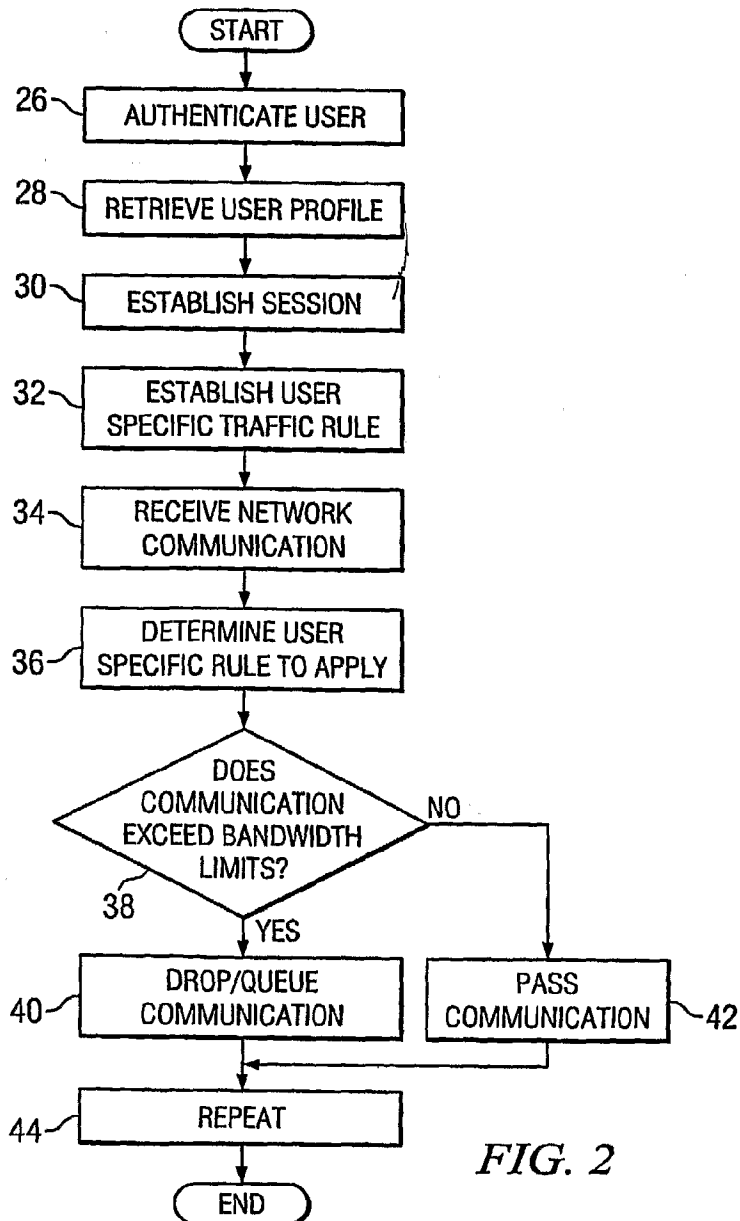 START
26
AUTHENTICATE USER
28
RETRIEVE USER PROFILE
30
ESTABLISH SESSION
32
ESTABLISH USER
SPECIFIC TRAFFIC RULE
34
RECEIVE NETWORK
COMMUNICATION
36
DETERMINE USER
SPECIFIC RULE TO APPLY
DOES
COMMUNICATION
EXCEED BANDWIDTH
LIMITS?
NO
38
YES
40
DROP/QUEUE
COMMUNICATION
PASS
COMMUNICATION
42
44
REPEAT
END
FIG. 2